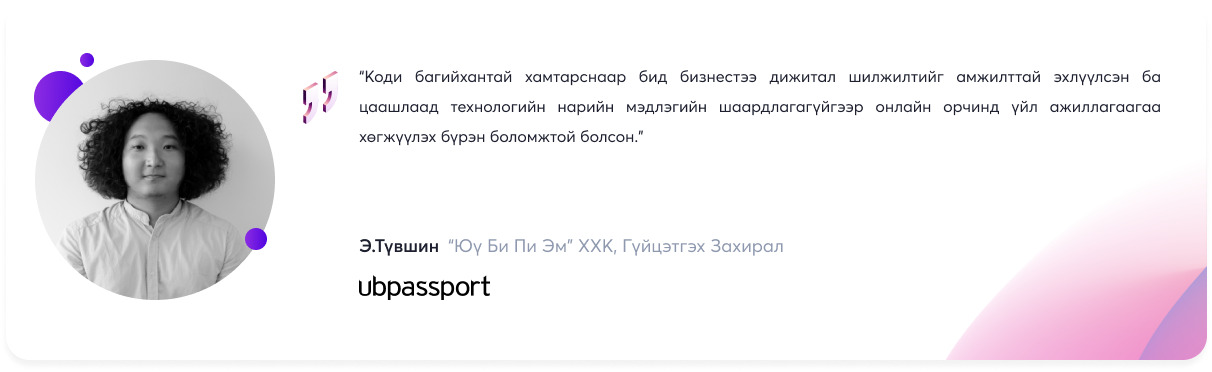 “Коди багийхантай хамтарснаар бид бизнестээ дижитал шилжилтийг амжилттай эхлүүлсэн ба
цаашлаад технологийн нарийн мэдлэгийн шаардлагагүйгээр онлайн орчинд үйл ажиллагаагаа
хөгжүүлэх бүрэн боломжтой болсон.”
Э.Түвшин “Юү Би Пи Эм” ХХК, Гүйцэтгэх Захирал
ubpassport